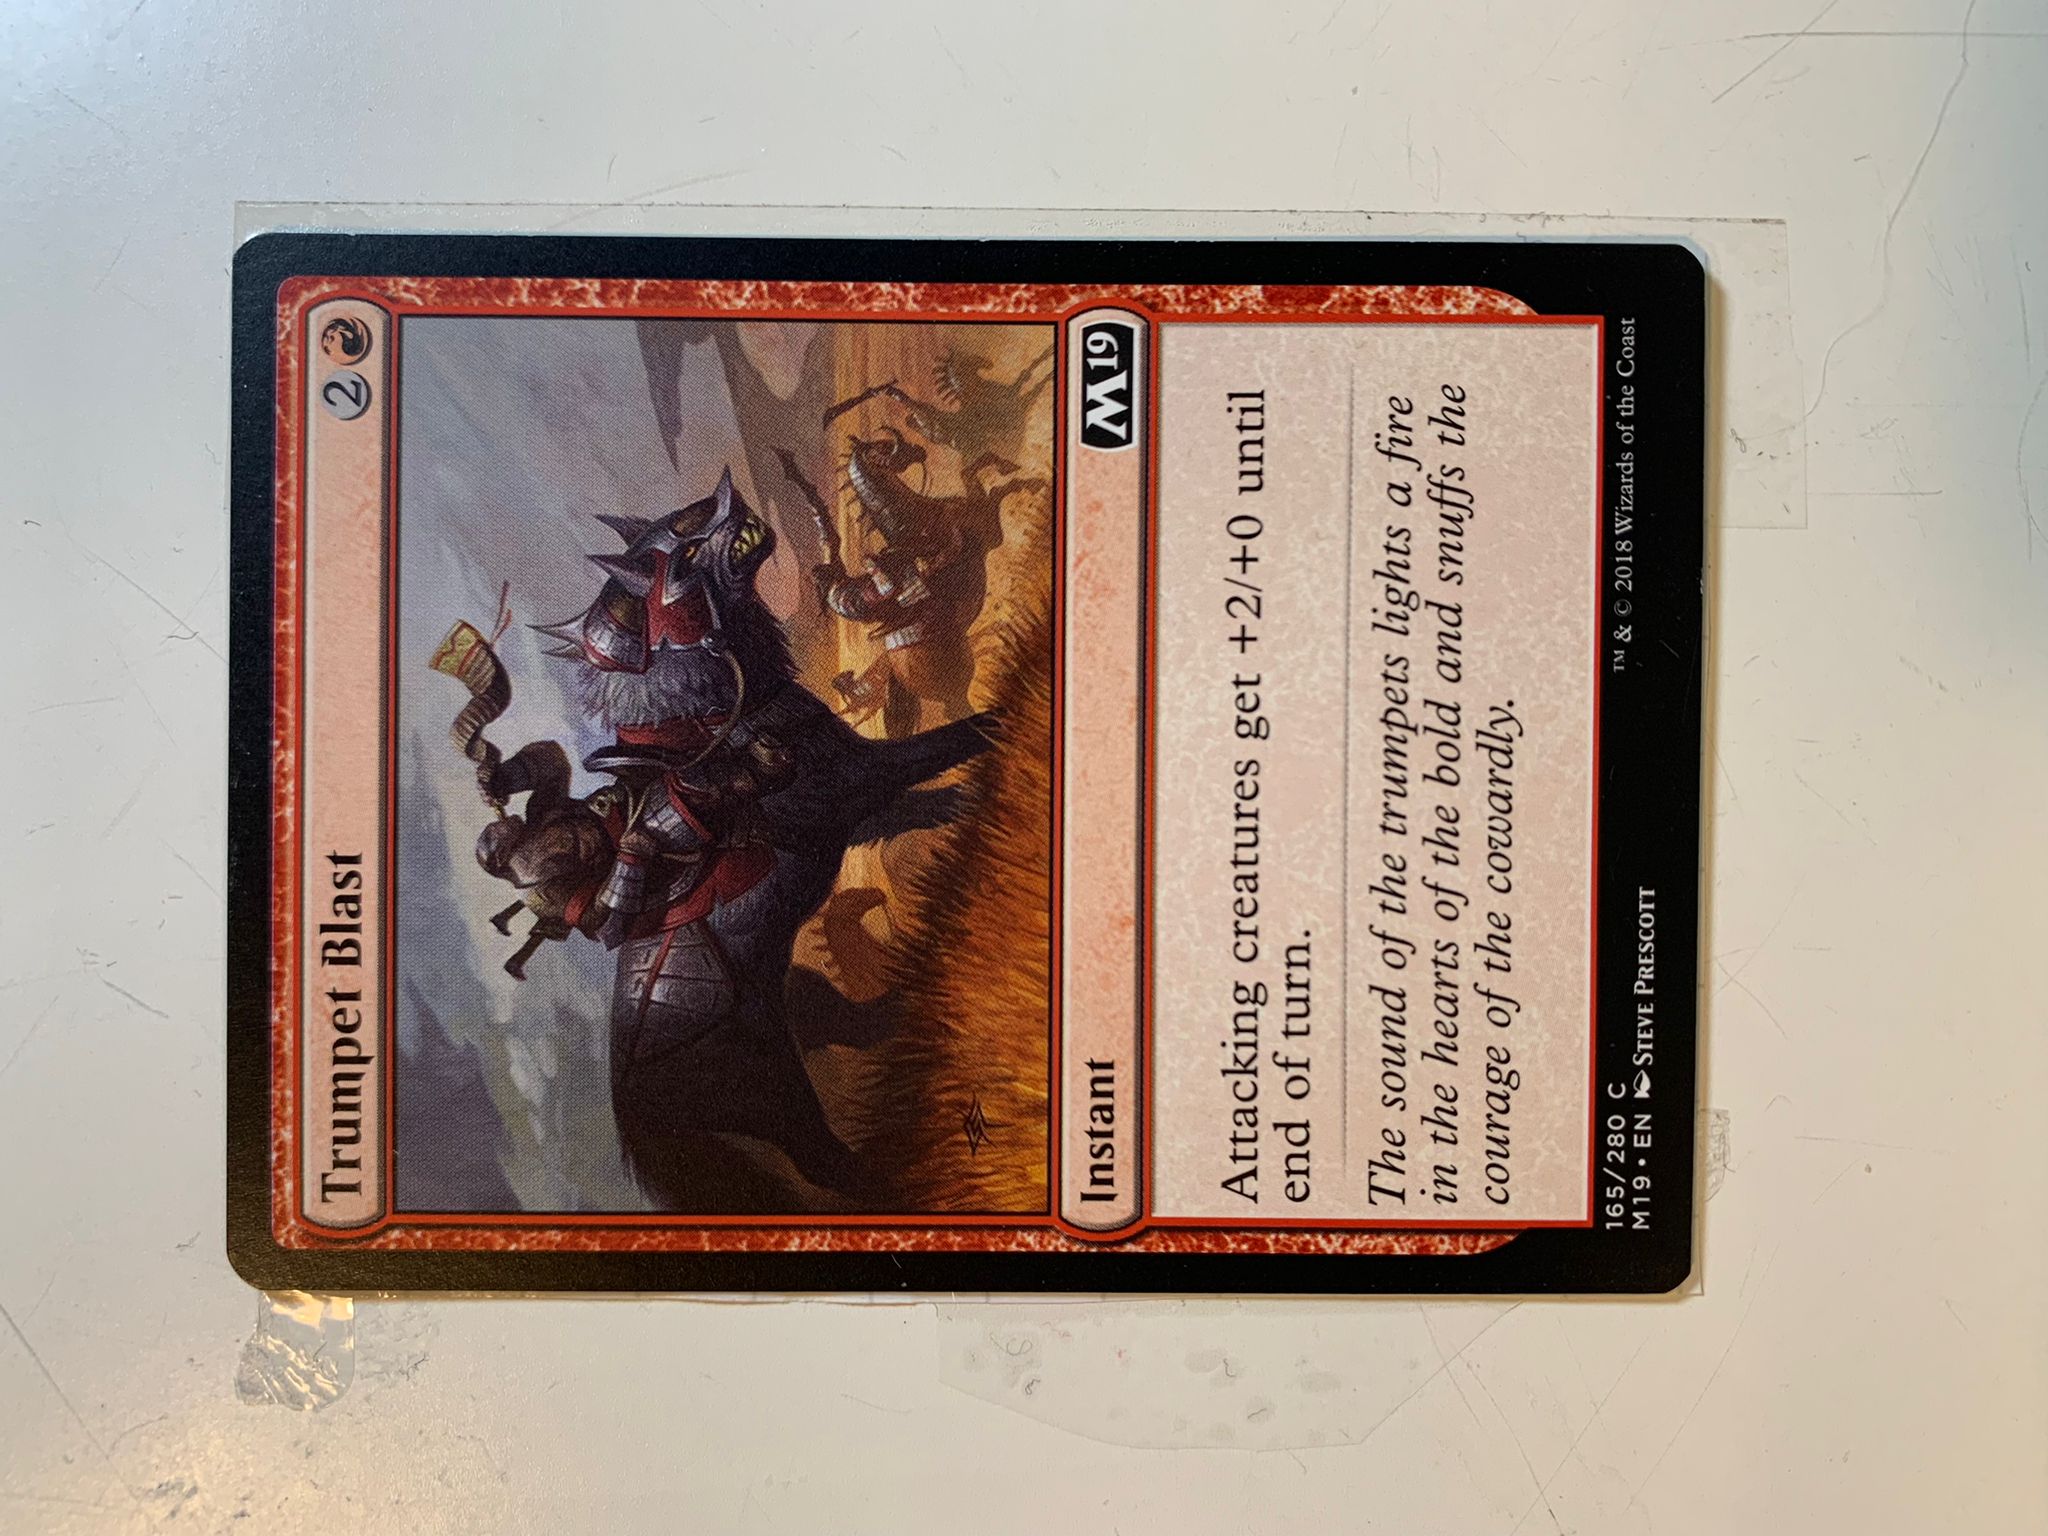 Trumpet Blast 2
Instant M19
Attacking creatures get +2/+0 until
end of turn.
The sound of the trumpets lights a fire
in the hearts of the bold and snuffs the
courage of the cowardly.
165/280 C
M19 • EN STEVE PRESCOTT
™ & © 2018 Wizards of the Coast